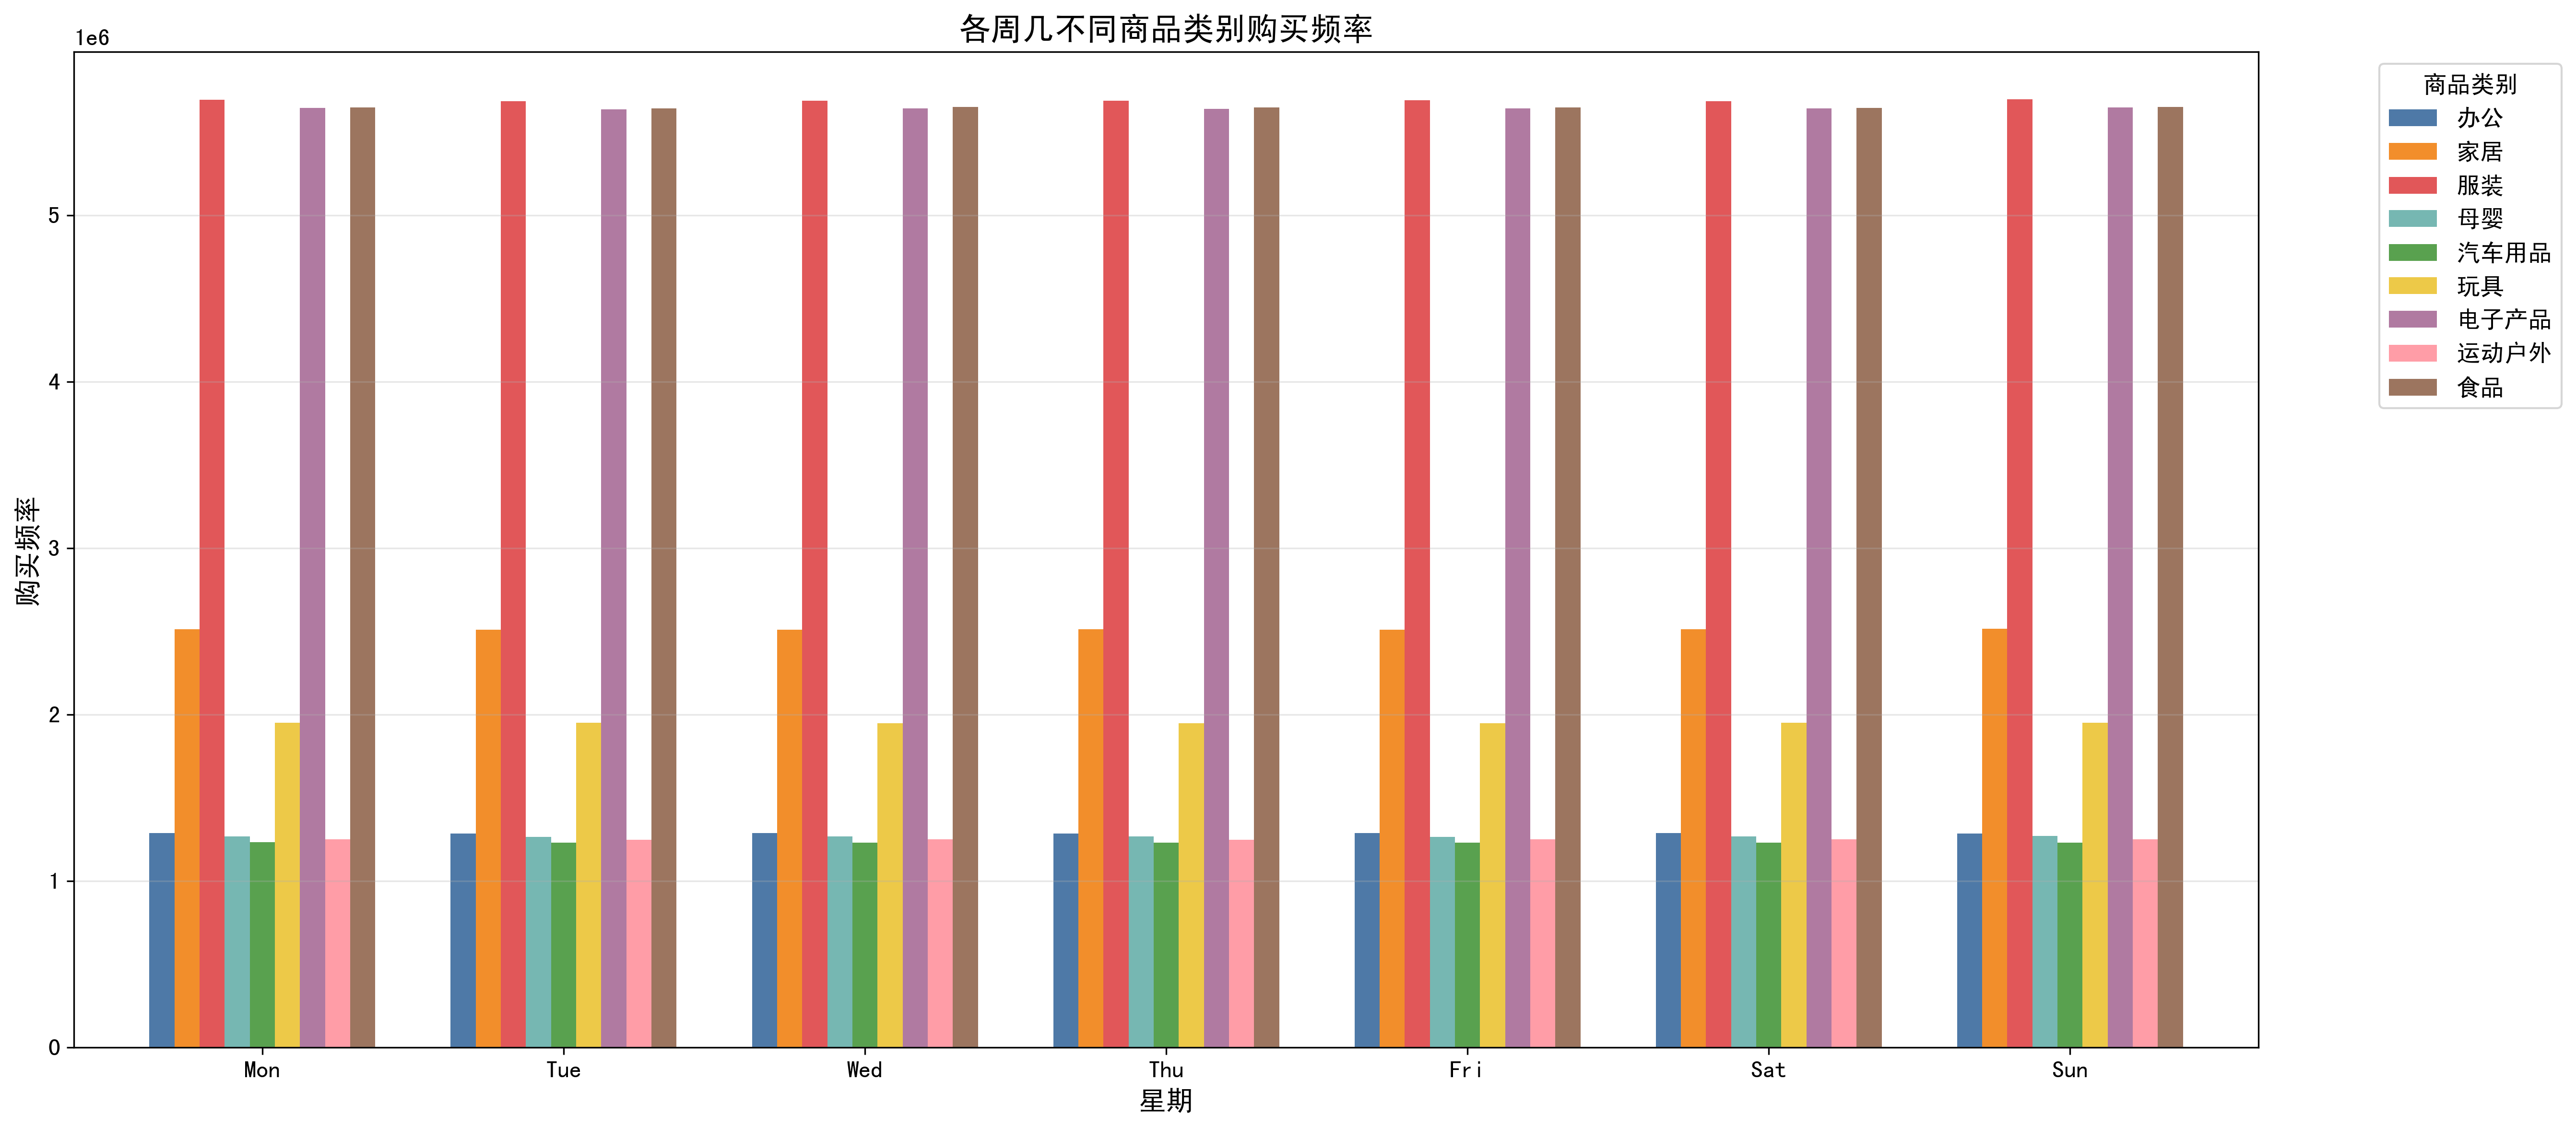 各周几不同商品类别购买频率
1e6
商品类别
办公
家居
服装
母婴
汽车用品
玩具
电子产品
运动户外
食品
购买频率
5
4
3
2
1
0
Mon Tue Wed Thu Fri Sat Sun
星期